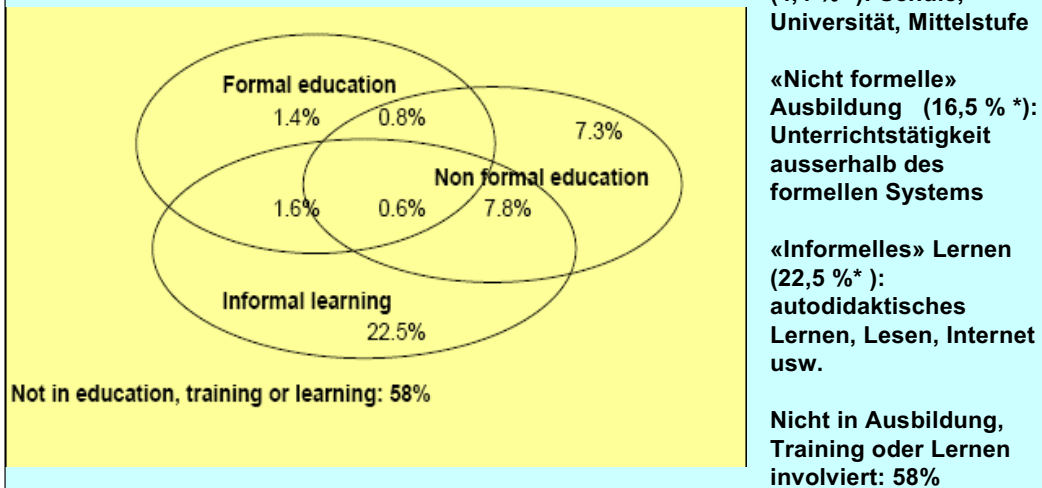 Formal education
1.4% 0.8%
7.3%
Non formal education
1.6% 0.6% 7.8%
Informal learning
22.5%
Not in education, training or learning: 58%
Universität, Mittelstufe
«Nicht formelle»
Ausbildung (16,5 % *):
Unterrichtstätigkeit
ausserhalb des
formellen Systems
«Informelles» Lernen
(22,5 %* ):
autodidaktisches
Lernen, Lesen, Internet
usw.
Nicht in Ausbildung,
Training oder Lernen
involviert: 58%